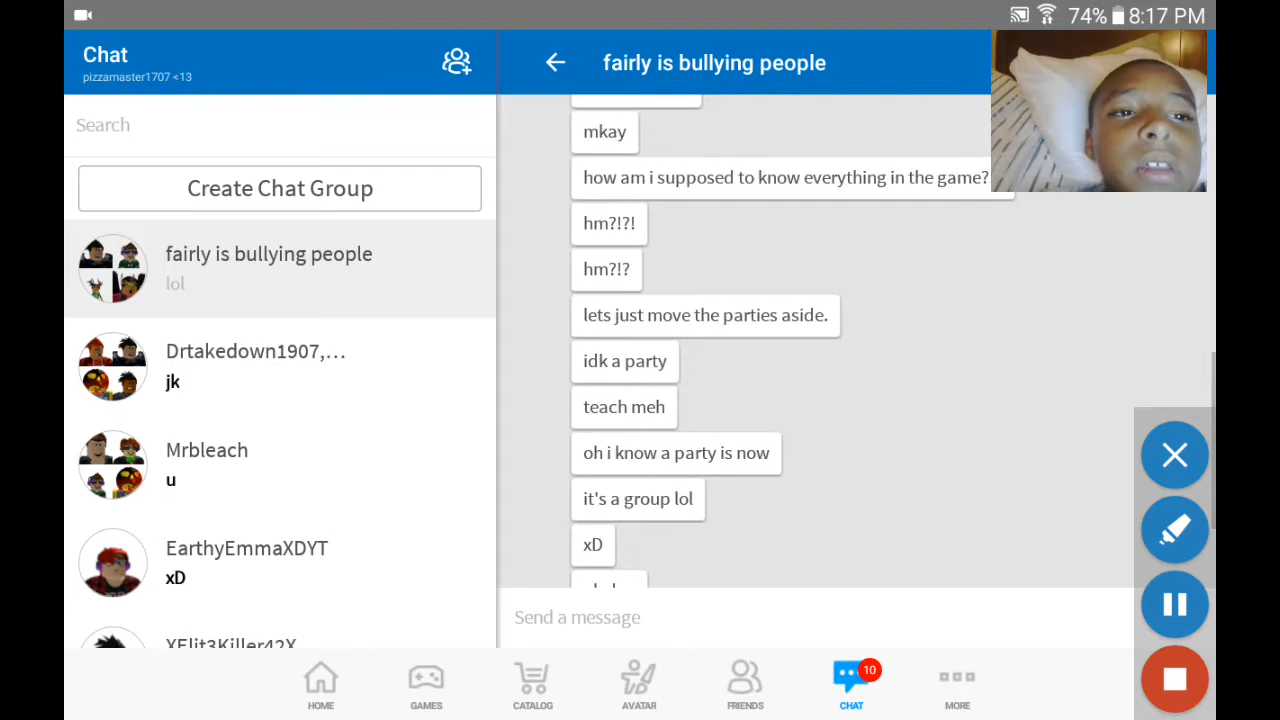 74% 8:17 PM
Chat
pizzamaster1707 <13
Search
Create Chat Group
fairly is bullying people
lol
Drtakedown1907,...
jk
Mrbleach
u
EarthyEmmaXDYT
xD
XElit3Killer42X
fairly is bullying people
mkay
how am i supposed to know everything in the game?
hm?!?!
hm?!?
lets just move the parties aside.
idk a party
teach meh
oh i know a party is now
it's a group lol
xD
Send a message
HOME
GAMES
CATALOG
AVATAR
FRIENDS
10
CHAT
MORE